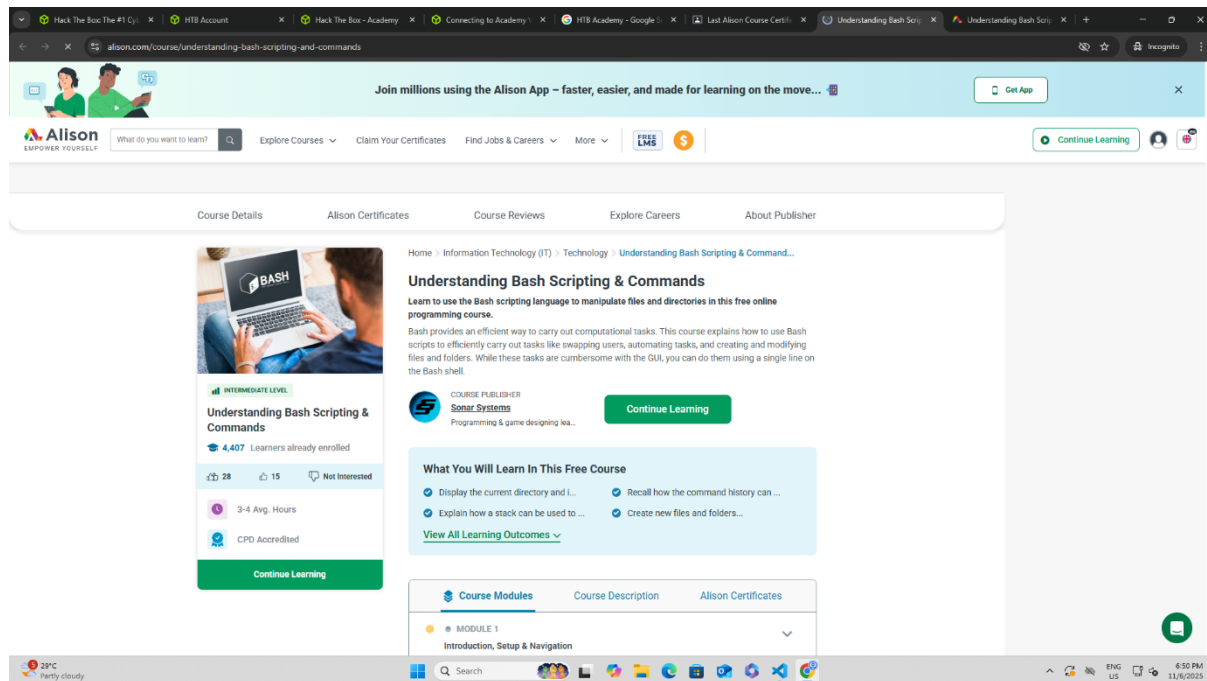 Hack The Box: The #1 Cyb
HTB Account
Hack The Box - Academy
Connecting to Academy V
HTB Academy - Google S
Last Alison Course Certific
Understanding Bash Scrip
Understanding Bash Scrip
alison.com/course/understanding-bash-scripting-and-commands
Incognito
Join millions using the Alison App – faster, easier, and made for learning on the move...
Get App
Alison
EMPOWER YOURSELF
What do you want to learn?
Explore Courses
Claim Your Certificates
Find Jobs & Careers
More
FREE
LMS
$
Continue Learning
Course Details
Alison Certificates
Course Reviews
Explore Careers
About Publisher
BASH
INTERMEDIATE LEVEL
Understanding Bash Scripting &
Commands
4,407 Learners already enrolled
28
15
Not Interested
3-4 Avg. Hours
CPD Accredited
Continue Learning
Home > Information Technology (IT) > Technology > Understanding Bash Scripting & Command...
Understanding Bash Scripting & Commands
Learn to use the Bash scripting language to manipulate files and directories in this free online
programming course.
Bash provides an efficient way to carry out computational tasks. This course explains how to use Bash
scripts to efficiently carry out tasks like swapping users, automating tasks, and creating and modifying
files and folders. While these tasks are cumbersome with the GUI, you can do them using a single line on
the Bash shell.
COURSE PUBLISHER
Sonar Systems
Programming & game designing lea...
Continue Learning
What You Will Learn In This Free Course
Display the current directory and i...
Recall how the command history can ...
Explain how a stack can be used to ...
Create new files and folders...
View All Learning Outcomes
Course Modules
Course Description
Alison Certificates
MODULE 1
Introduction, Setup & Navigation
5
29°C
Partly cloudy
Search
ENG
US
6:50 PM
11/6/2025